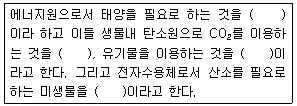 에너지원으로서 태양을 필요로 하는 것을 (　　)
이라 하고 이들 생물내 탄소원으로 CO₂를 이용하
는 것을 (　　), 유기물을 이용하는 것을 (　　)이
라고 한다. 그리고 전자수용체로서 산소를 필요로
하는 미생물을 (　　)이라고 한다.